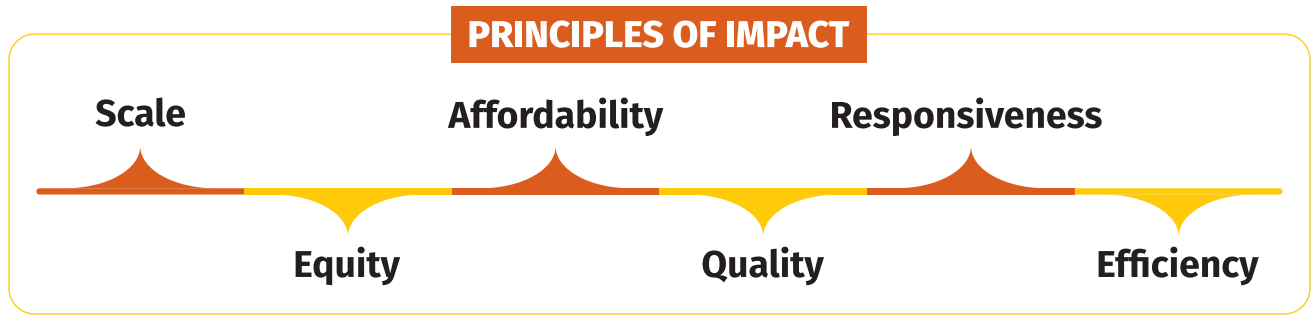 PRINCIPLES OF IMPACT
Scale
Affordability
Responsiveness
Equity
Quality
Efficiency